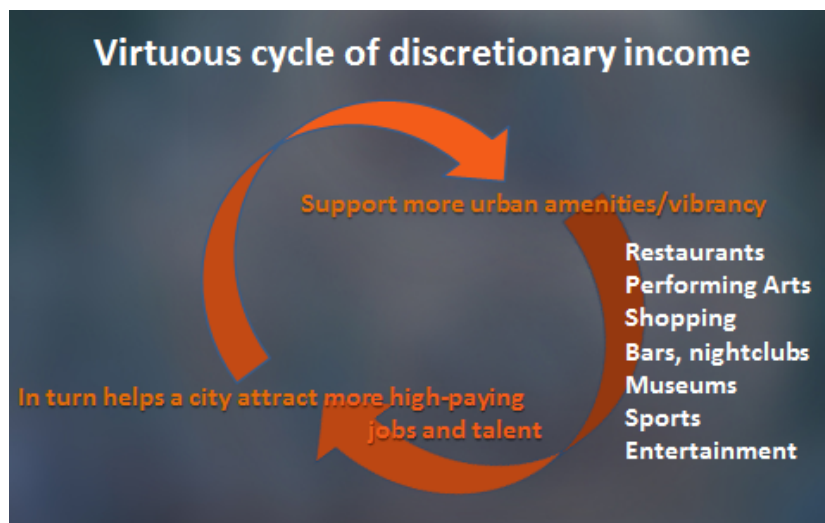 Virtuous cycle of discretionary income
Support more urban amenities/vibrancy
Restaurants
Performing Arts
Shopping
Bars, nightclubs
Museums
Sports
Entertainment
In turn helps a city attract more high-paying
jobs and talent